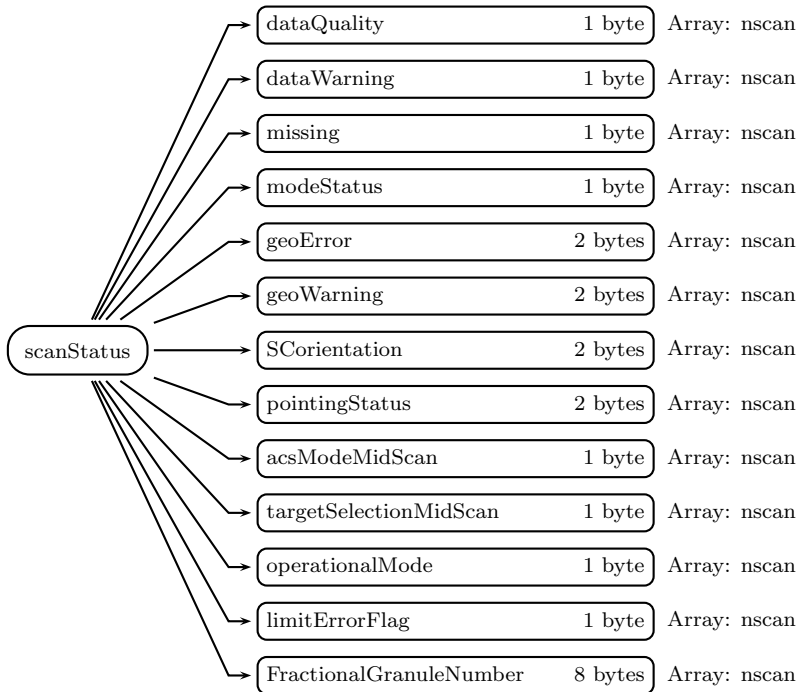 dataQuality 1 byte Array: nscan
dataWarning 1 byte Array: nscan
missing 1 byte Array: nscan
modeStatus 1 byte Array: nscan
geoError 2 bytes Array: nscan
geoWarning 2 bytes Array: nscan
scanStatus
SCorientation 2 bytes Array: nscan
pointingStatus 2 bytes Array: nscan
acsModeMidScan 1 byte Array: nscan
targetSelectionMidScan 1 byte Array: nscan
operationalMode 1 byte Array: nscan
limitErrorFlag 1 byte Array: nscan
FractionalGranuleNumber 8 bytes Array: nscan